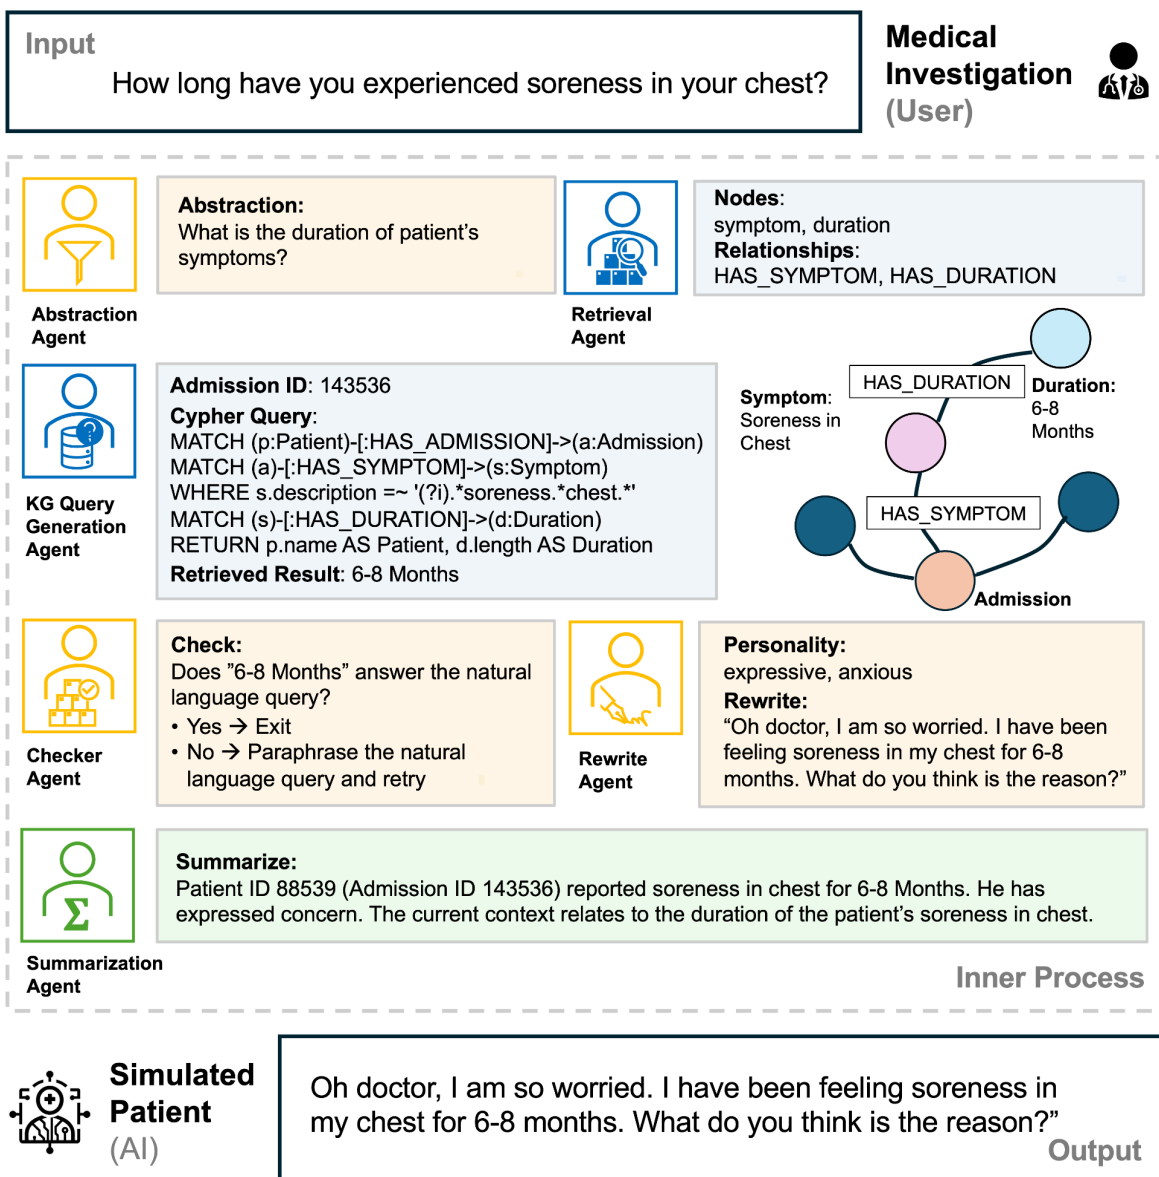 Input
How long have you experienced soreness in your chest?
Medical
Investigation
(User)
Abstraction:
What is the duration of patient's
symptoms?
Abstraction
Agent
Nodes:
symptom, duration
Relationships:
HAS_SYMPTOM, HAS_DURATION
Retrieval
Agent
Admission ID: 143536
Cypher Query:
MATCH (p:Patient)-[:HAS_ADMISSION]->(a:Admission)
MATCH (a)-[:HAS_SYMPTOM]->(s:Symptom)
WHERE s.description =~ '(?i).*soreness.*chest.*'
MATCH (s)-[:HAS_DURATION]->(d:Duration)
RETURN p.name AS Patient, d.length AS Duration
Retrieved Result: 6-8 Months
KG Query
Generation
Agent
HAS_DURATION
Duration:
6-8
Months
Symptom:
Soreness in
Chest
HAS_SYMPTOM
Admission
Check:
Does ”6-8 Months” answer the natural
language query?
• Yes → Exit
• No → Paraphrase the natural
language query and retry
Checker
Agent
Personality:
expressive, anxious
Rewrite:
“Oh doctor, I am so worried. I have been
feeling soreness in my chest for 6-8
months. What do you think is the reason?”
Rewrite
Agent
Summarize:
Patient ID 88539 (Admission ID 143536) reported soreness in chest for 6-8 Months. He has
expressed concern. The current context relates to the duration of the patient's soreness in chest.
Σ
Summarization
Agent
Inner Process
Simulated
Patient
(AI)
Oh doctor, I am so worried. I have been feeling soreness in
my chest for 6-8 months. What do you think is the reason?”
Output